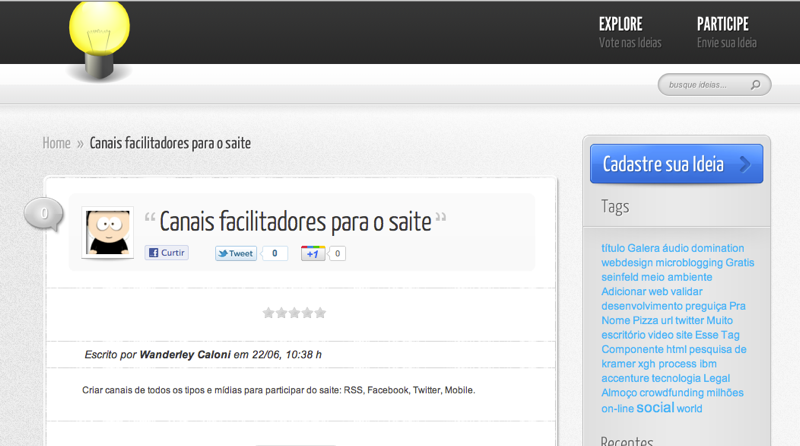 EXPLORE
Vote nas Ideias
PARTICIPE
Envie sua Ideia
busque ideias...
Home » Canais facilitadores para o saite
0
“Canais facilitadores para o saite”
Curtir
Tweet
0
+1
0
Escrito por Wanderley Caloni em 22/06, 10:38 h
Criar canais de todos os tipos e mídias para participar do saite: RSS, Facebook, Twitter, Mobile.
Cadastre sua Ideia
Tags
título Galera áudio domination
webdesign microblogging Gratis
seinfeld meio ambiente
Adicionar web validar
desenvolvimento preguiça Pra
Nome Pizza url twitter Muito
escritório video site Esse Tag
Componente html pesquisa de
kramer xgh process ibm
accenture tecnologia Legal
Almoço crowdfunding milhões
on-line social world
Recentes